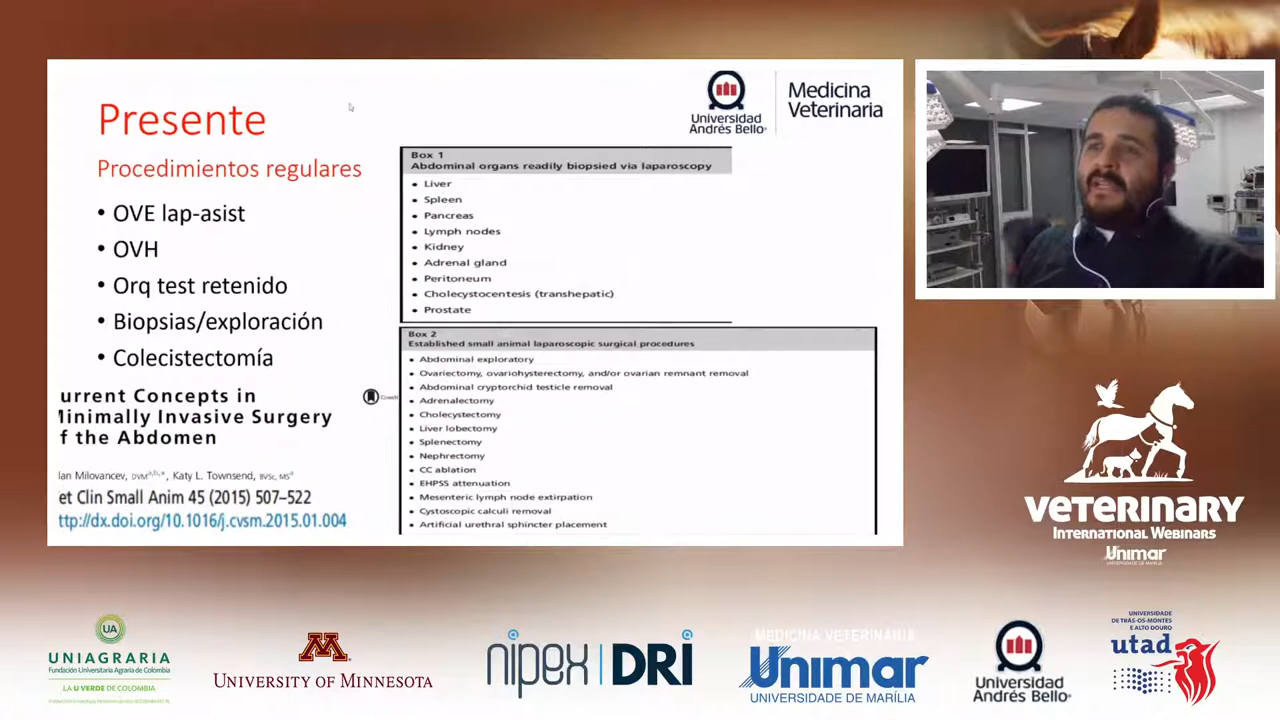 Presente
Procedimientos regulares
• OVE lap-asist
• OVH
• Orq test retenido
• Biopsias/exploración
• Colecistectomía
urrent Concepts in
Minimally Invasive Surgery
f the Abdomen
lan Milovancev, DVMa,b,*, Katy L. Townsend, BVSc, MSa
et Clin Small Anim 45 (2015) 507–522
ttp://dx.doi.org/10.1016/j.cvsm.2015.01.004
Universidad
Andrés Bello
Medicina
Veterinaria
Box 1
Abdominal organs readily biopsied via laparoscopy
• Liver
• Spleen
• Pancreas
• Lymph nodes
• Kidney
• Adrenal gland
• Peritoneum
• Cholecystocentesis (transhepatic)
• Prostate
Box 2
Established small animal laparoscopic surgical procedures
• Abdominal exploratory
• Ovariectomy, ovariohysterectomy, and/or ovarian remnant removal
• Abdominal cryptorchid testicle removal
• Adrenalectomy
• Cholecystectomy
• Liver lobectomy
• Splenectomy
• Nephrectomy
• CC ablation
• EHPSS attenuation
• Mesenteric lymph node extirpation
• Cystoscopic calculi removal
• Artificial urethral sphincter placement
VETERINARY
INTERNATIONAL WEBINARS
Unimar
UNIVERSIDADE DE MARÍLIA
UA
UNIAGRARIA
Fundación Universitaria Agraria de Colombia
LA U VERDE DE COLOMBIA
M
UNIVERSITY OF MINNESOTA
nipex | DRI
MEDICINA VETERINÁRIA
Unimar
UNIVERSIDADE DE MARÍLIA
Universidad
Andrés Bello
UNIVERSIDADE
DE TRÁS-OS-MONTES
E ALTO DOURO
utad